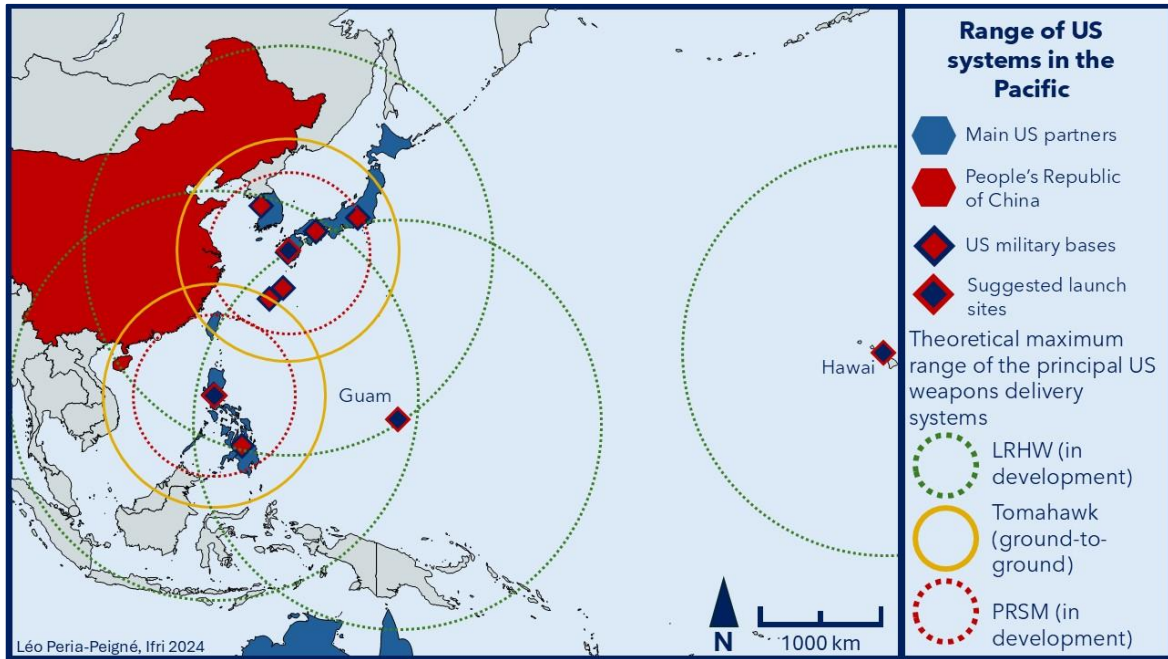 Range of US
systems in the
Pacific
Main US partners
People's Republic
of China
US military bases
Suggested launch
sites
Theoretical maximum
range of the principal US
weapons delivery
systems
LRHW (in
development)
Tomahawk
(ground-to-
ground)
PRSM (in
development)
Hawai
Guam
N
1000 km
Léo Peria-Peigné, Ifri 2024